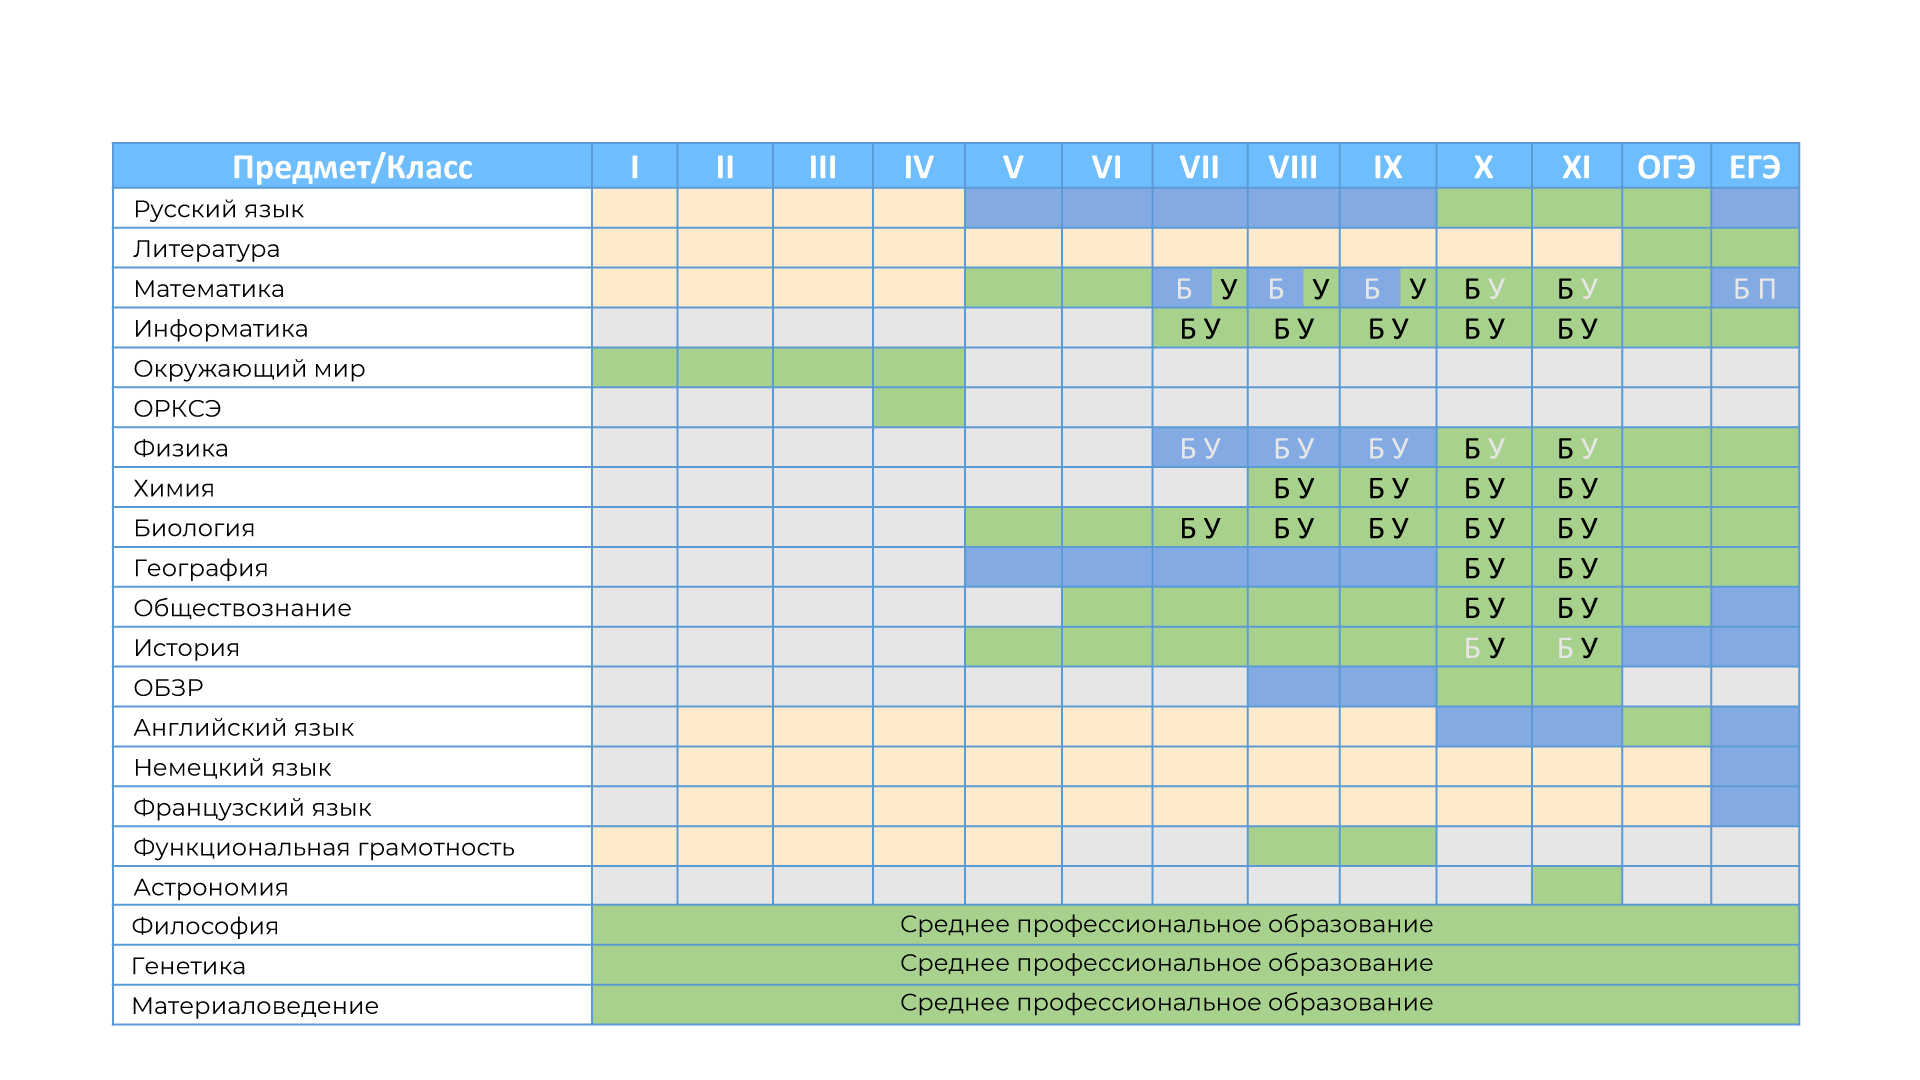 Предмет/Класс I II III IV V VI VII VIII IX X XI ОГЭ ЕГЭ
Русский язык
Литература
Математика Б У Б У Б У Б У Б У Б П
Информатика Б У Б У Б У Б У Б У
Окружающий мир
ОРКСЭ
Физика Б У Б У Б У Б У Б У
Химия Б У Б У Б У Б У
Биология Б У Б У Б У Б У Б У
География Б У Б У
Обществознание Б У Б У
История Б У Б У
ОБЗР
Английский язык
Немецкий язык
Французский язык
Функциональная грамотность
Астрономия
Философия Среднее профессиональное образование
Генетика Среднее профессиональное образование
Материаловедение Среднее профессиональное образование